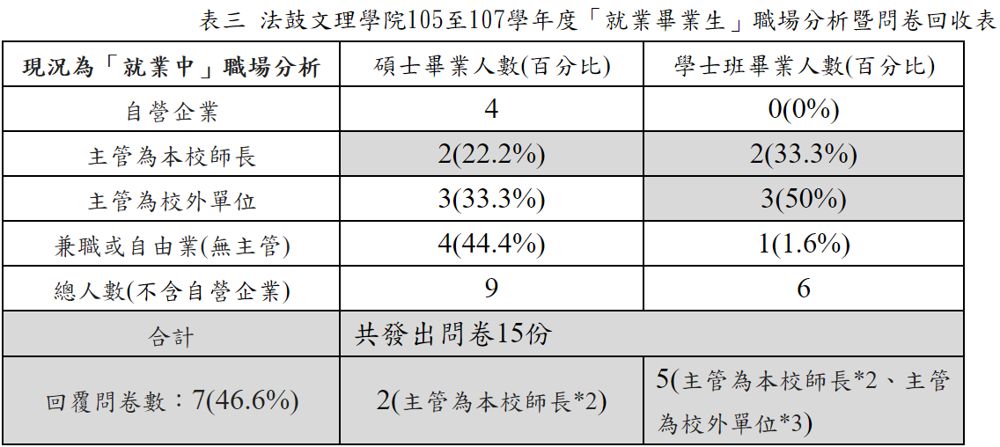 表三 法鼓文理學院105至107學年度「就業畢業生」職場分析暨問卷回收表
現況為「就業中」職場分析 碩士畢業人數(百分比) 學士班畢業人數(百分比)
自營企業 4 0(0%)
主管為本校師長 2(22.2%) 2(33.3%)
主管為校外單位 3(33.3%) 3(50%)
兼職或自由業(無主管) 4(44.4%) 1(1.6%)
總人數(不含自營企業) 9 6
合計 共發出問卷15份
回覆問卷數：7(46.6%) 2(主管為本校師長*2) 5(主管為本校師長*2、主管
為校外單位*3)